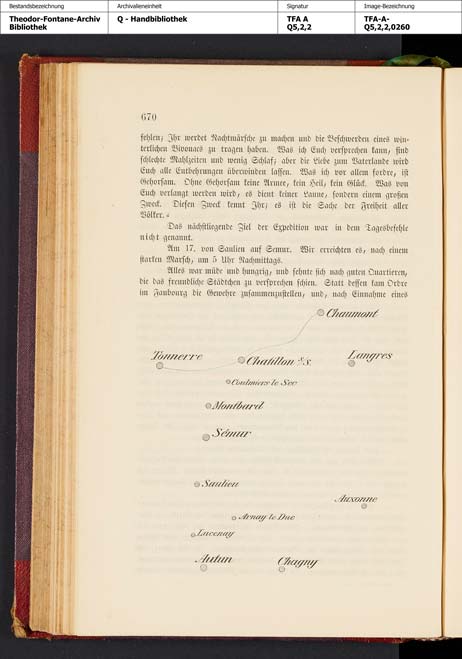 Bestandsbezeichnung
Theodor-Fontane-Archiv
Bibliothek
Archivalieneinheit
Q - Handbibliothek
Signatur
TFA A
Q5,2,2
Image-Bezeichnung
TFA-A-
Q5,2,2,0260
670
fehlen; Ihr werdet Nachtmärsche zu machen und die Beschwerden eines win-
terlichen Bivouacs zu tragen haben. Was ich Euch versprechen kann, sind
schlechte Mahlzeiten und wenig Schlaf; aber die Liebe zum Vaterlande wird
Euch alle Entbehrungen überwinden lassen. Was ich vor allem fordre, ist
Gehorsam. Ohne Gehorsam keine Armee, kein Heil, kein Glück. Was von
Euch verlangt werden wird, es dient keiner Laune, sondern einem großen
Zweck. Diesen Zweck kennt Ihr; es ist die Sache der Freiheit aller
Völker.«
Das nächstliegende Ziel der Expedition war in dem Tagesbefehle
nicht genannt.
Am 17. von Saulieu auf Semur. Wir erreichten es, nach einem
starken Marsch, um 5 Uhr Nachmittags.
Alles war müde und hungrig, und sehnte sich nach guten Quartieren,
die das freundliche Städtchen zu versprechen schien. Statt dessen kam Ordre
im Faubourg die Gewehre zusammenzustellen, und, nach Einnahme eines
Chaumont
Tonnerre
Chatillon s/S.
Langres
Coulmiers le Sec
Montbard
Sémur
Saulieu
Auxonne
Arnay le Duc
Lucenay
Autun
Chagny